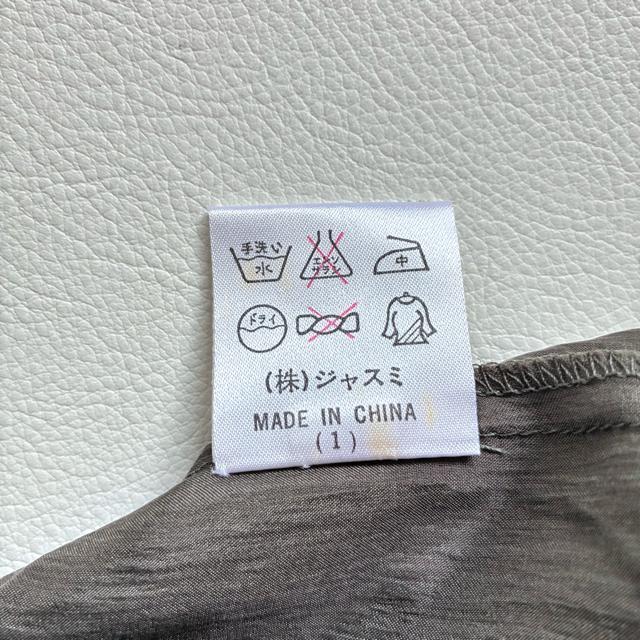 手洗い
水
エンソ
サラシ
中
ドライ
(株)ジャスミ
MADE IN CHINA
(1)